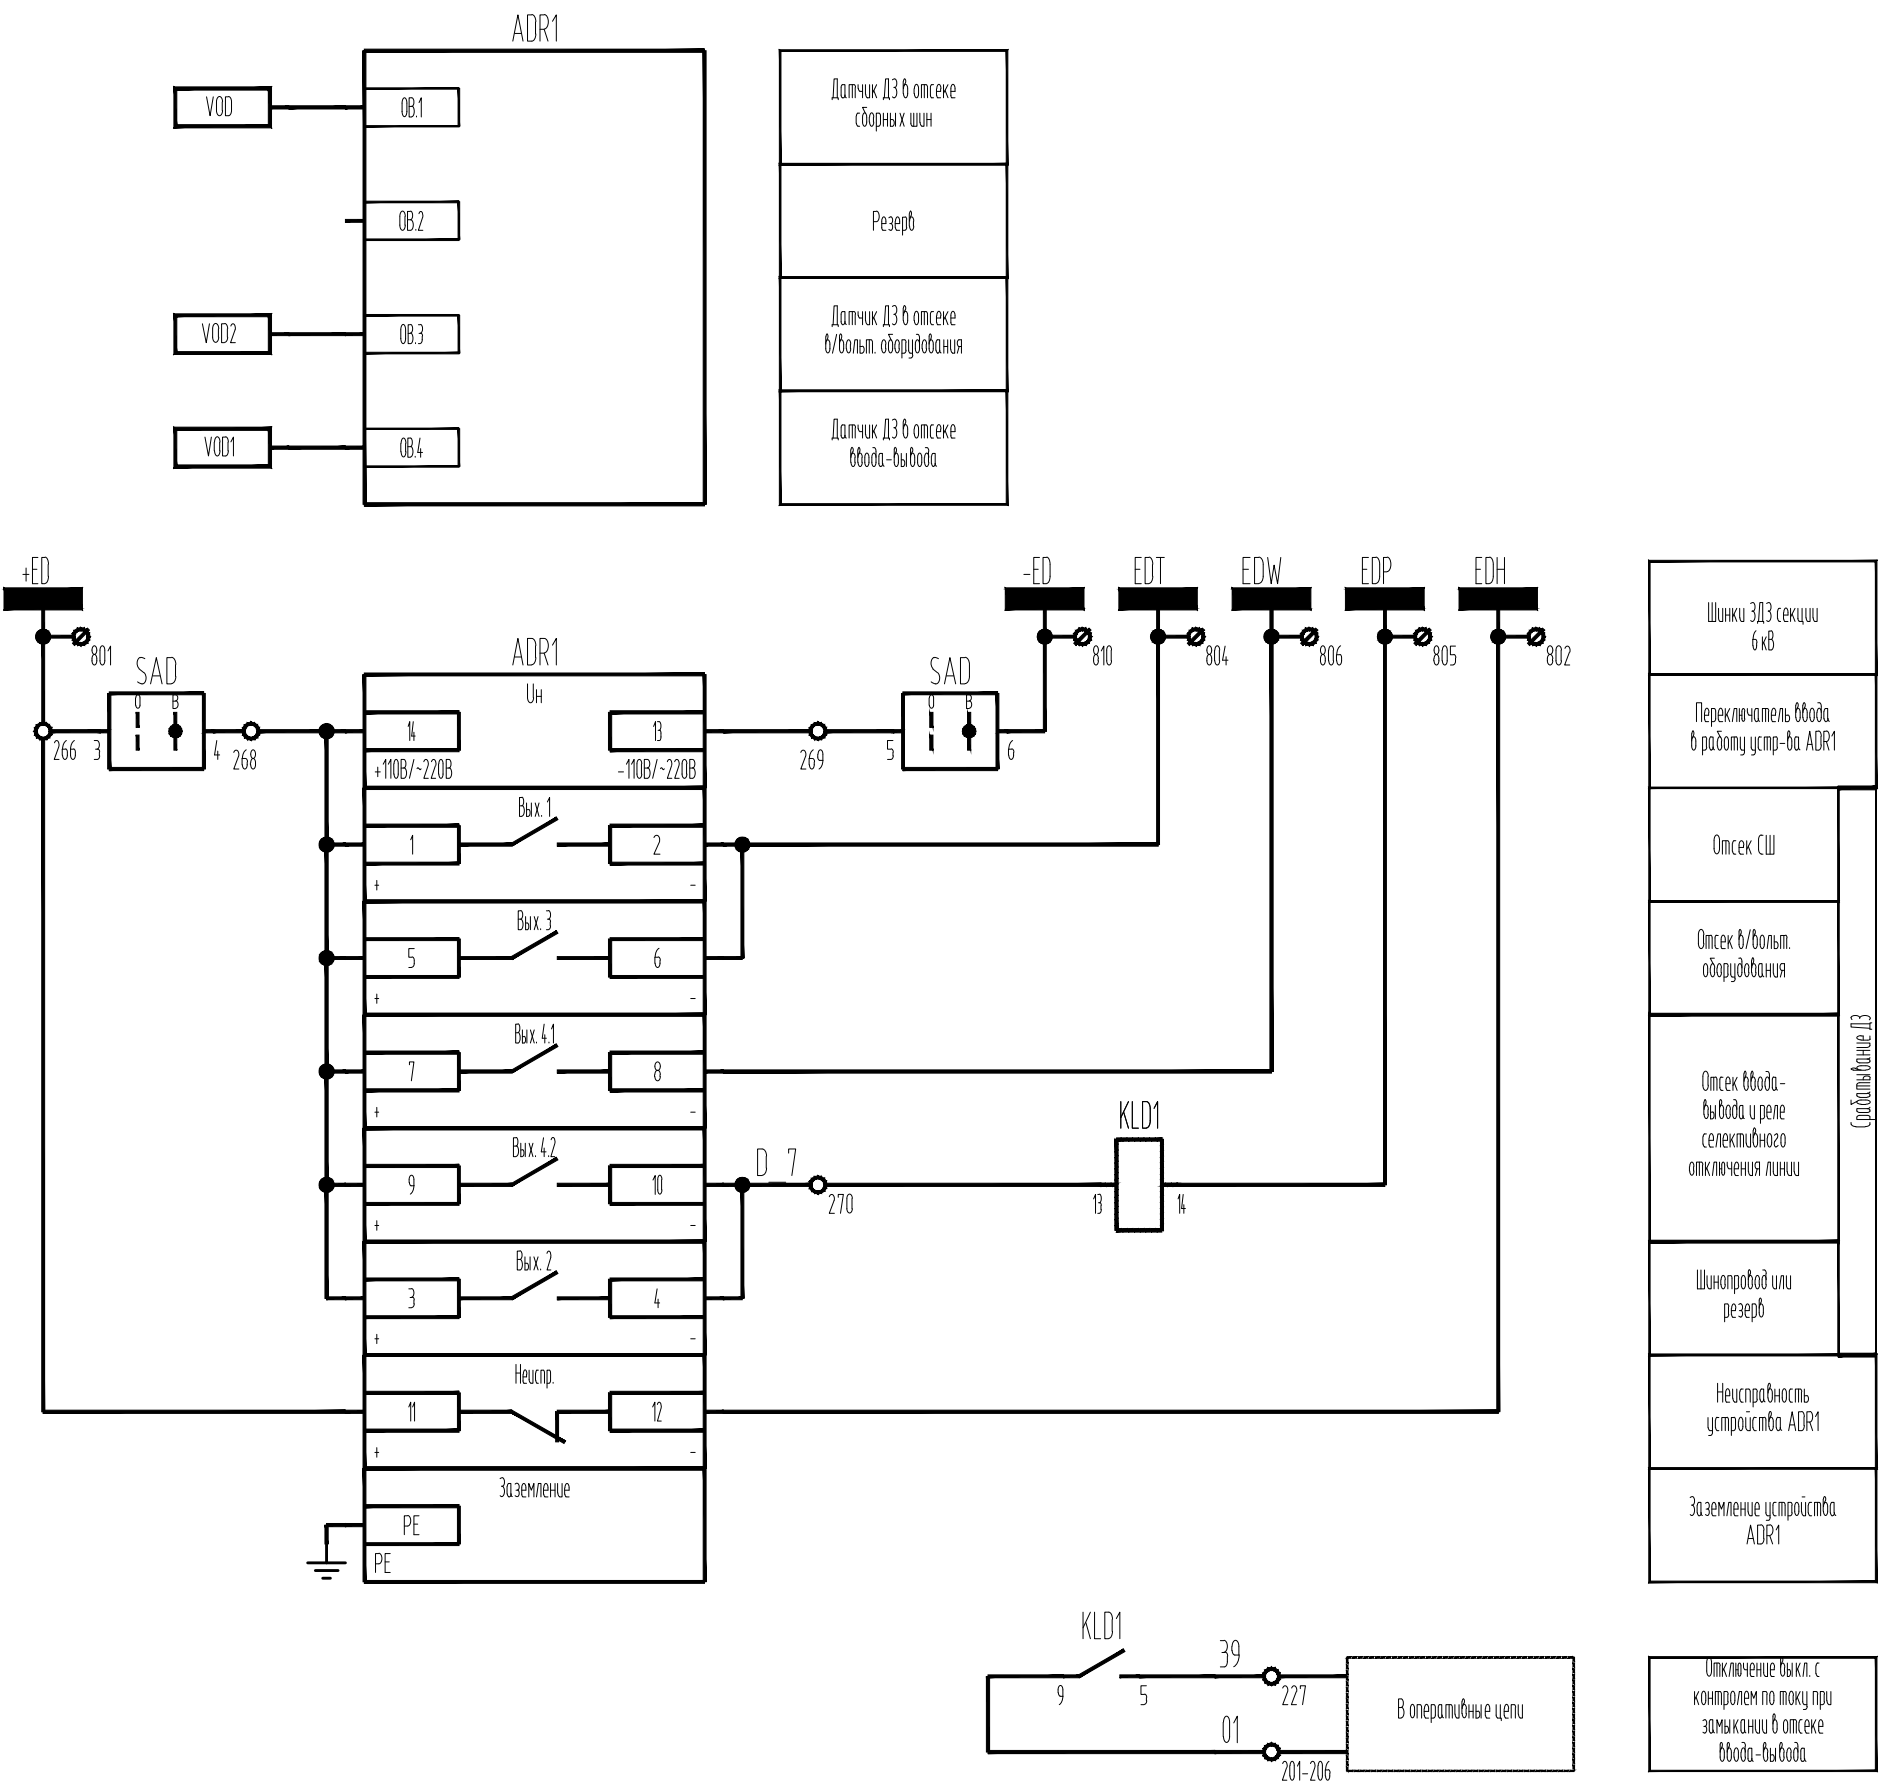 ADR1
VOD
OB.1
Датчик ДЗ в отсеке
сборных шин
OB.2
Резерв
VOD2
OB.3
Датчик ДЗ в отсеке
в/вольт. оборудования
VOD1
OB.4
Датчик ДЗ в отсеке
ввода-вывода
+ED
-ED
EDT
EDW
EDP
EDH
801
810
804
806
805
802
Шинки ЗДЗ секции
6 кВ
SAD
O В
266
3
4
268
ADR1
Uн
14
13
+110В/~220В
-110В/~220В
269
SAD
O В
5
6
Переключатель ввода
в работу устр-ва ADR1
Вых. 1
1
2
+
-
Отсек СШ
Вых. 3
5
6
+
-
Отсек в/вольт.
оборудования
Срабатывание ДЗ
Вых. 4.1
7
8
+
-
Отсек ввода-
вывода и реле
селективного
отключения линии
Вых. 4.2
9
10
+
-
D_7
270
KLD1
13
14
Вых. 2
3
4
+
-
Шинопровод или
резерв
Неиспр.
11
12
+
-
Неисправность
устройства ADR1
Заземление
PE
PE
Заземление устройства
ADR1
KLD1
9
5
39
227
01
201-206
В оперативные цепи
Отключение выкл. с
контролем по току при
замыкании в отсеке
ввода-вывода